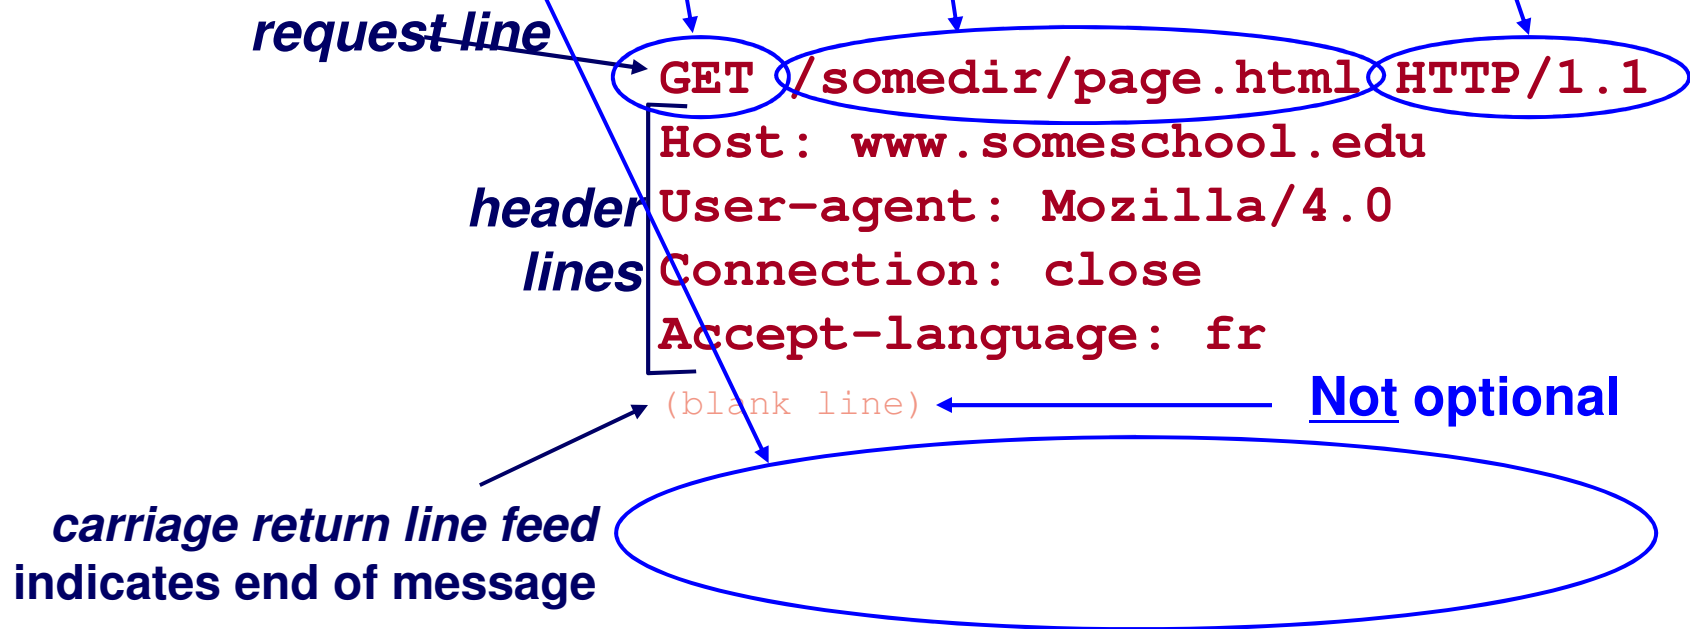 request line
GET /somedir/page.html HTTP/1.1
Host: www.someschool.edu
User-agent: Mozilla/4.0
Connection: close
Accept-language: fr
header
lines
(blank line)
Not optional
carriage return line feed
indicates end of message